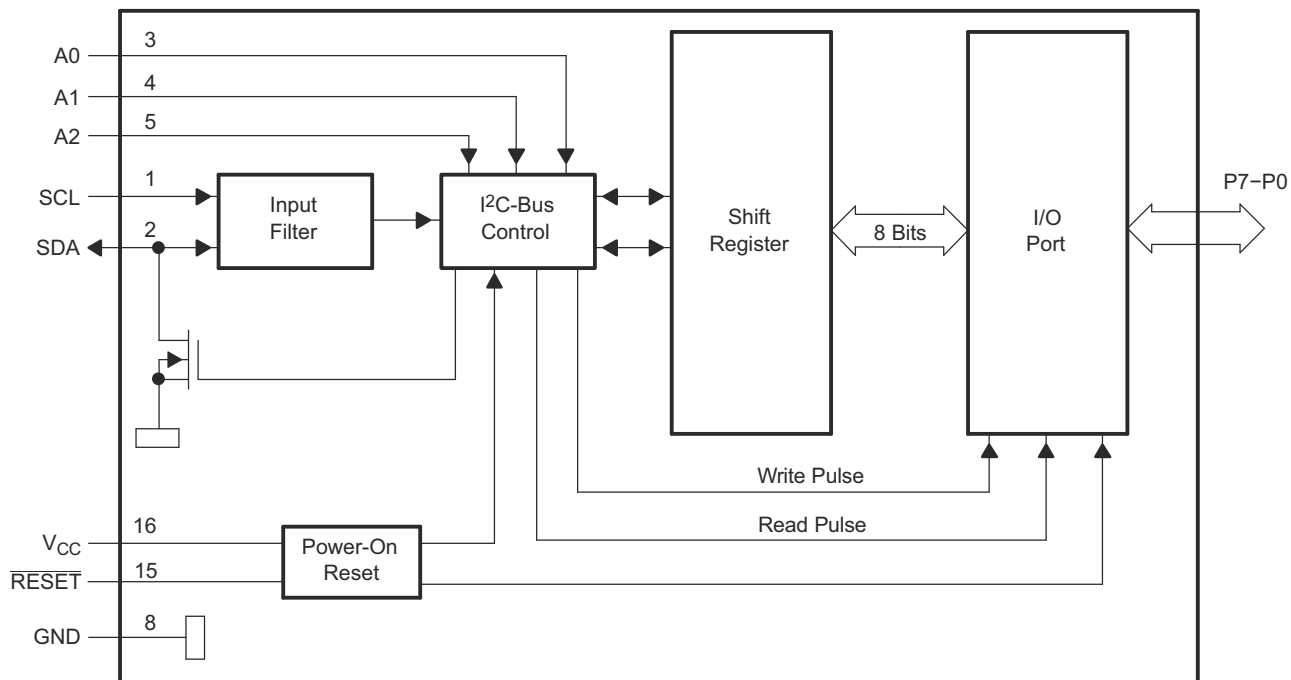 A0
3
A1
4
A2
5
SCL
1
SDA
2
Input
Filter
I²C-Bus
Control
Shift
Register
8 Bits
I/O
Port
P7−P0
Write Pulse
Read Pulse
VCC
16
RESET
15
Power-On
Reset
GND
8